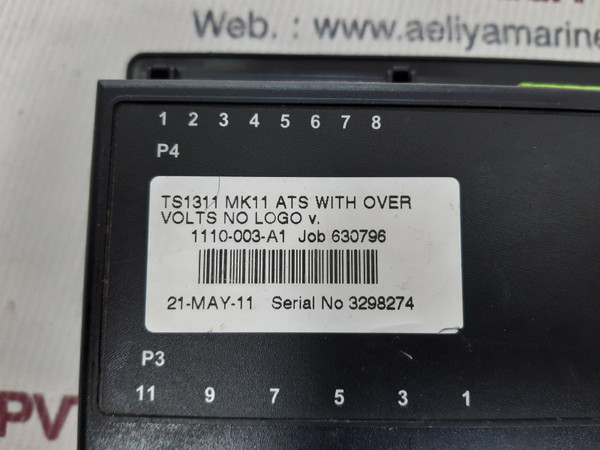 Web. : www.aeliyamarine
1 2 3 4 5 6 7 8
P4
TS1311 MK11 ATS WITH OVER
VOLTS NO LOGO v.
1110-003-A1 Job 630796
21-MAY-11 Serial No 3298274
P3
11 9 7 5 3 1
PV